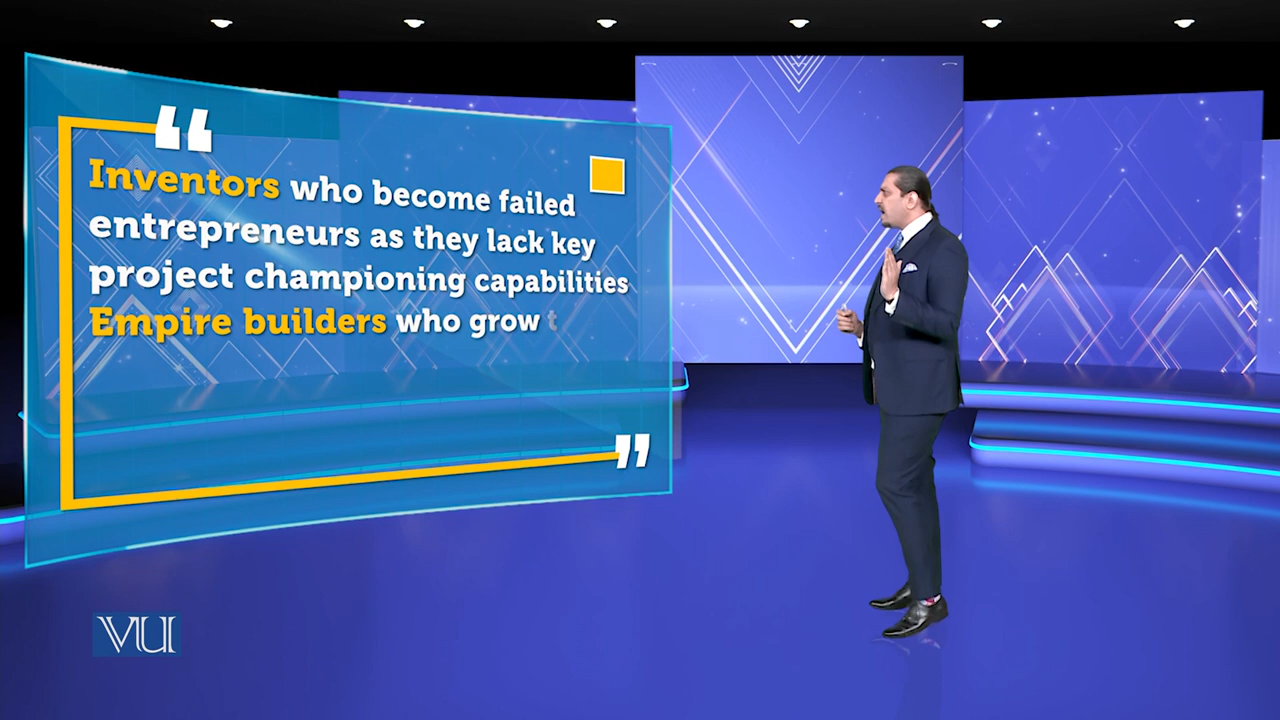 “
Inventors who become failed
entrepreneurs as they lack key
project championing capabilities
Empire builders who grow t
”
VU